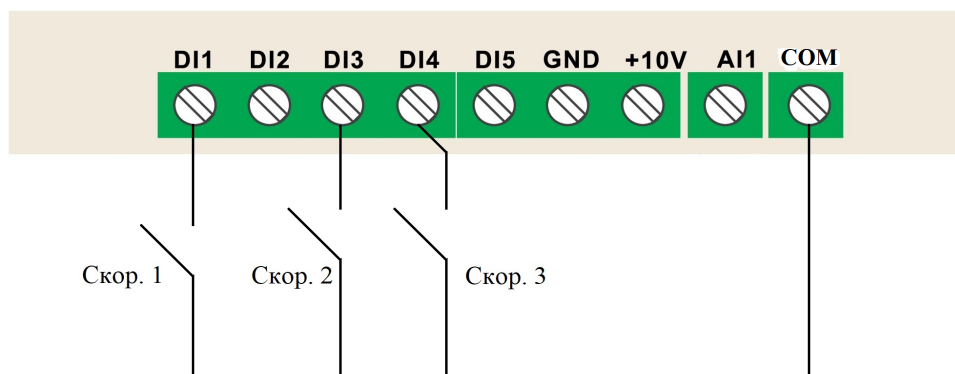 DI1 DI2 DI3 DI4 DI5 GND +10V AI1 COM
Скор. 1 Скор. 2 Скор. 3